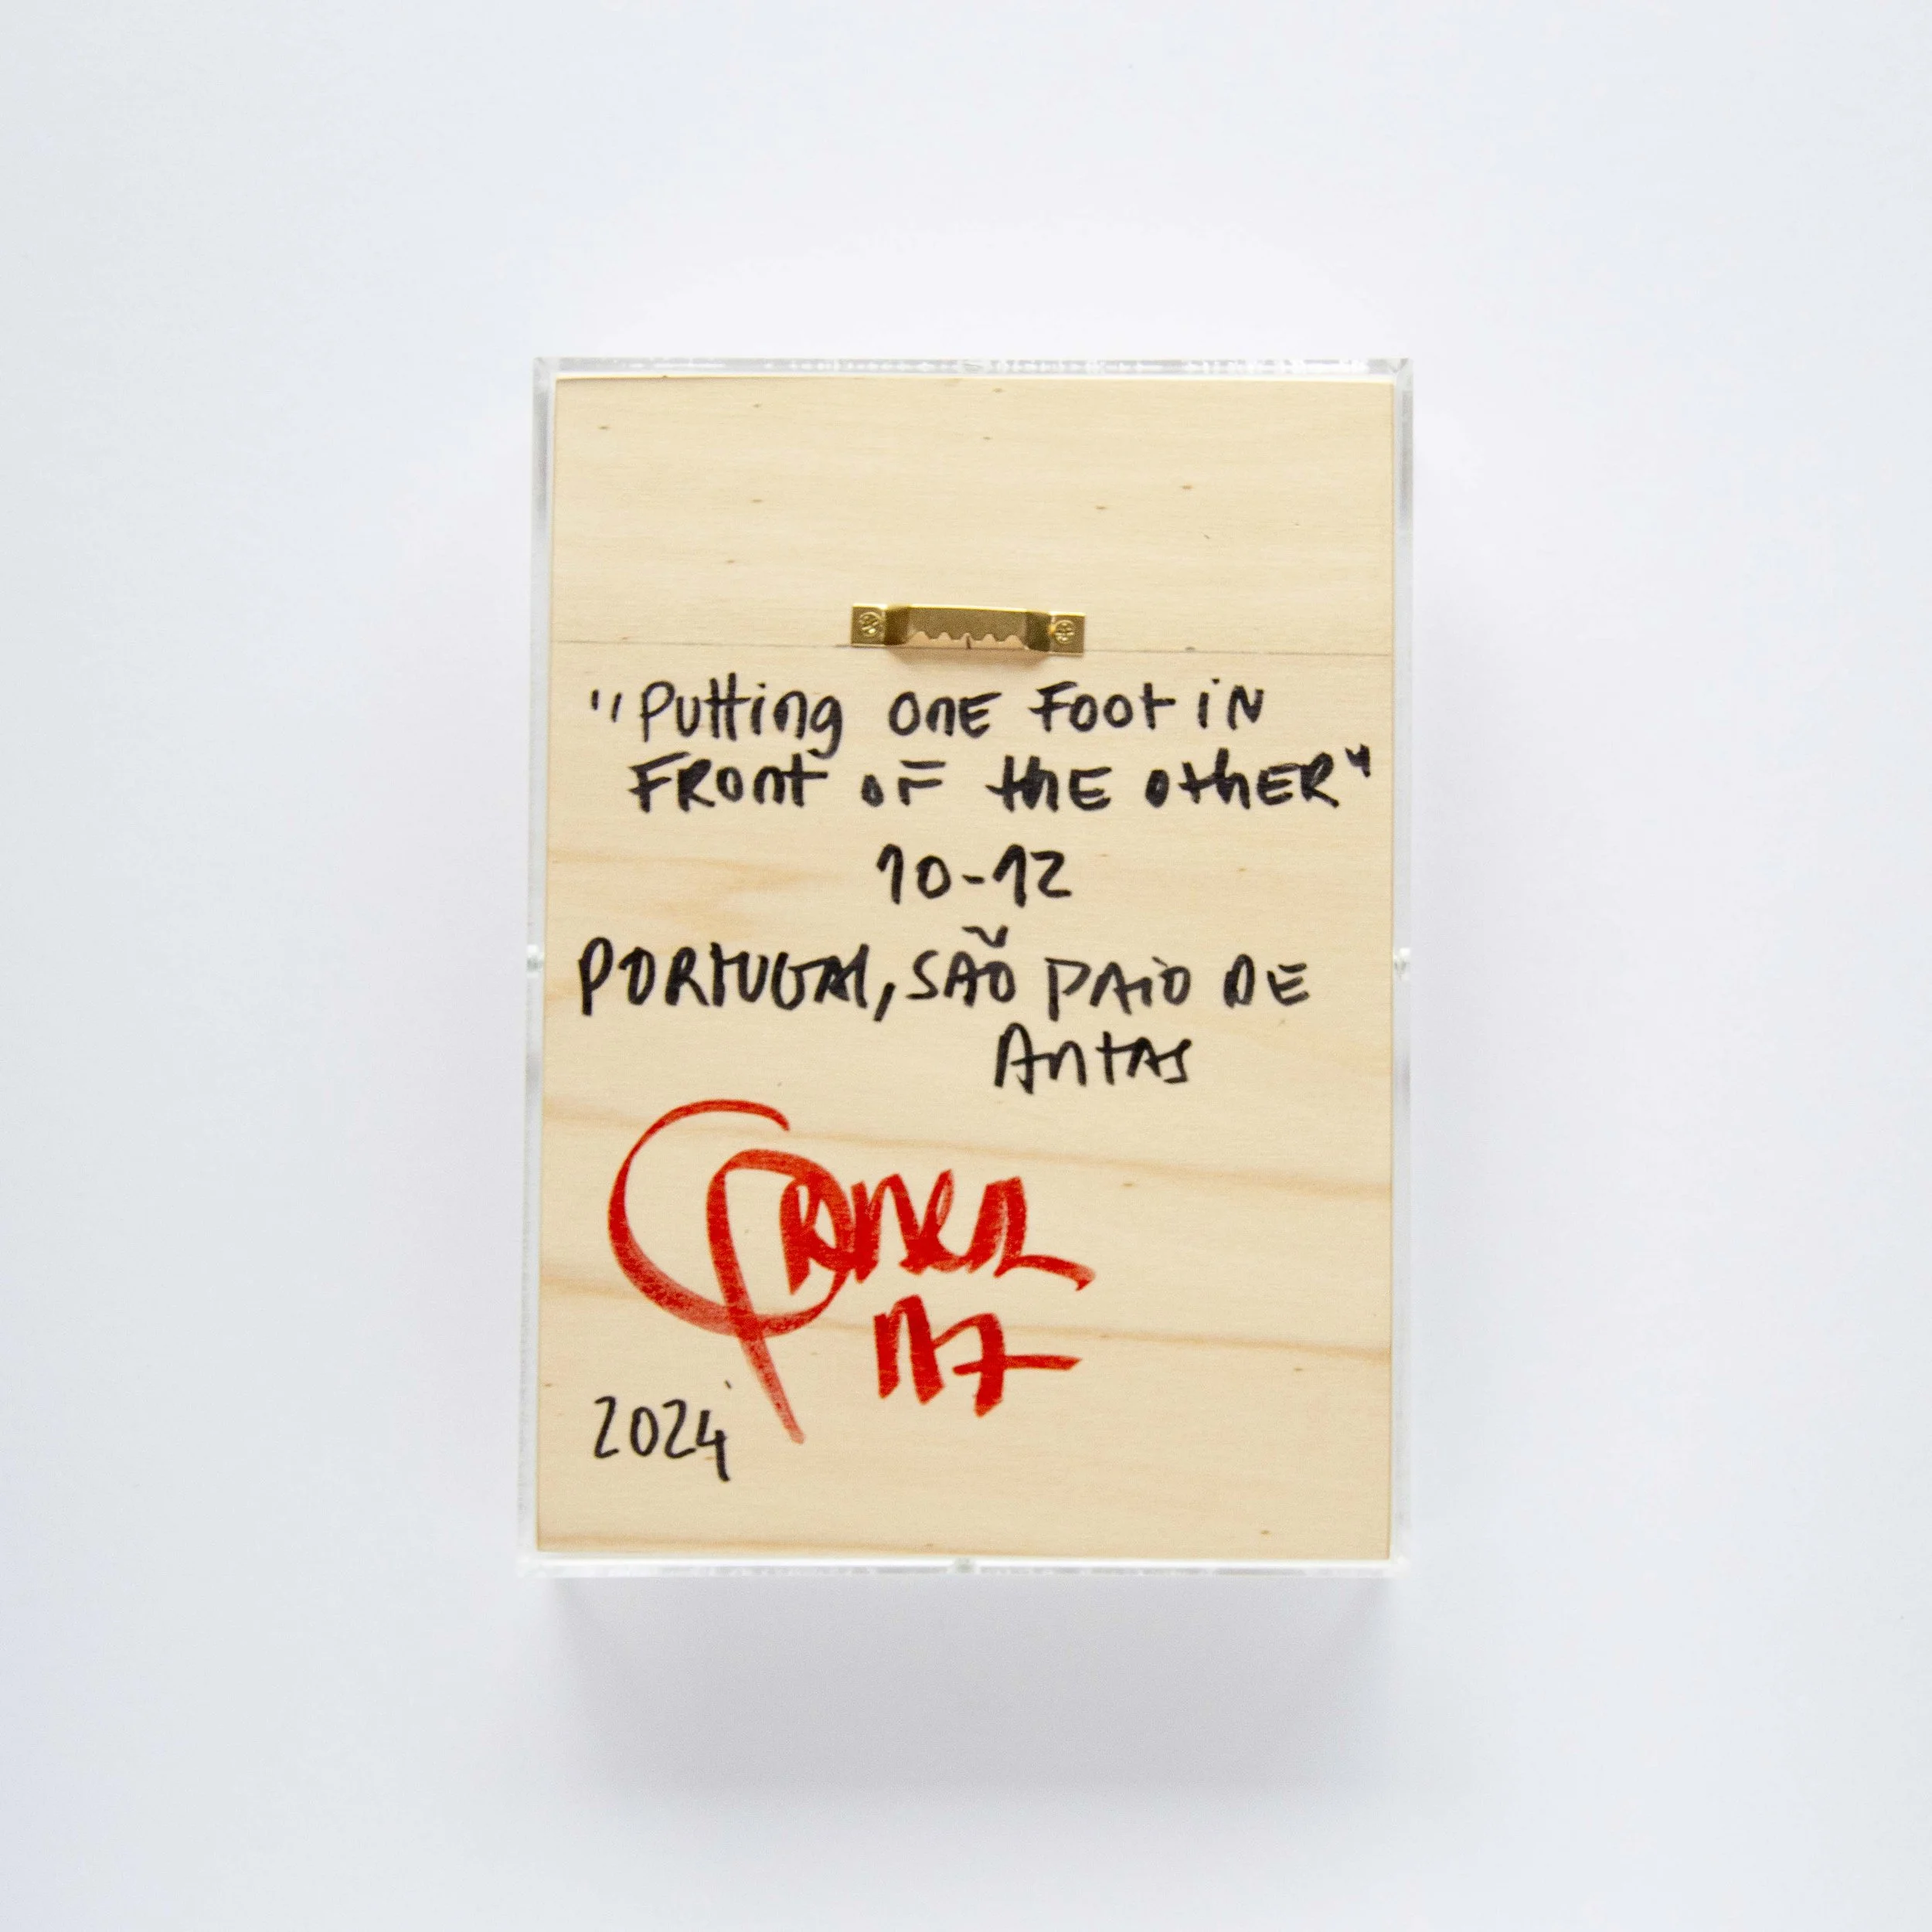 "Putting one foot in
front of the other"
10-12
PORTUGAL, SÃO PAIO DE
ANTAS
2024